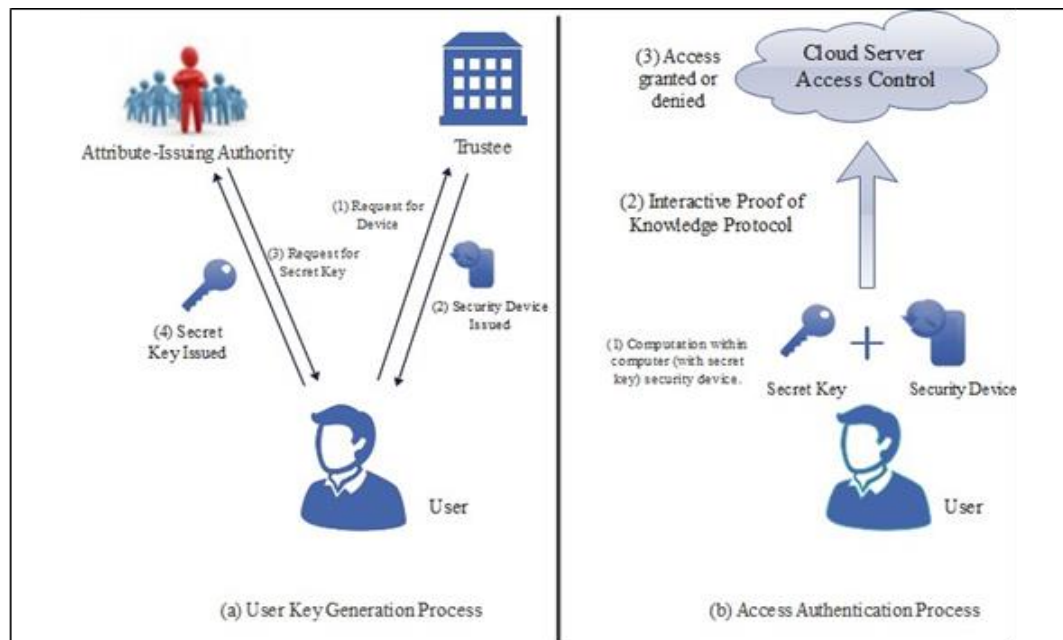 Attribute-Issuing Authority
Trustee
(1) Request for
Device
(3) Request for
Secret Key
(2) Security Device
Issued
(4) Secret
Key Issued
User
(a) User Key Generation Process
(3) Access
granted or
denied
Cloud Server
Access Control
(2) Interactive Proof of
Knowledge Protocol
(1) Computation within
computer (with secret
key) security device.
Secret Key
Security Device
User
(b) Access Authentication Process